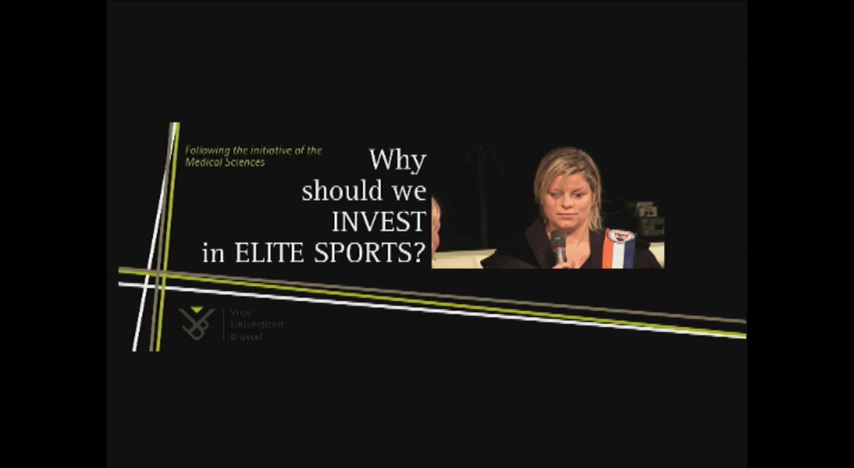 Following the initiative of the
Medical Sciences
Why
should we
INVEST
in ELITE SPORTS?
Vrije
Universiteit
Brussel